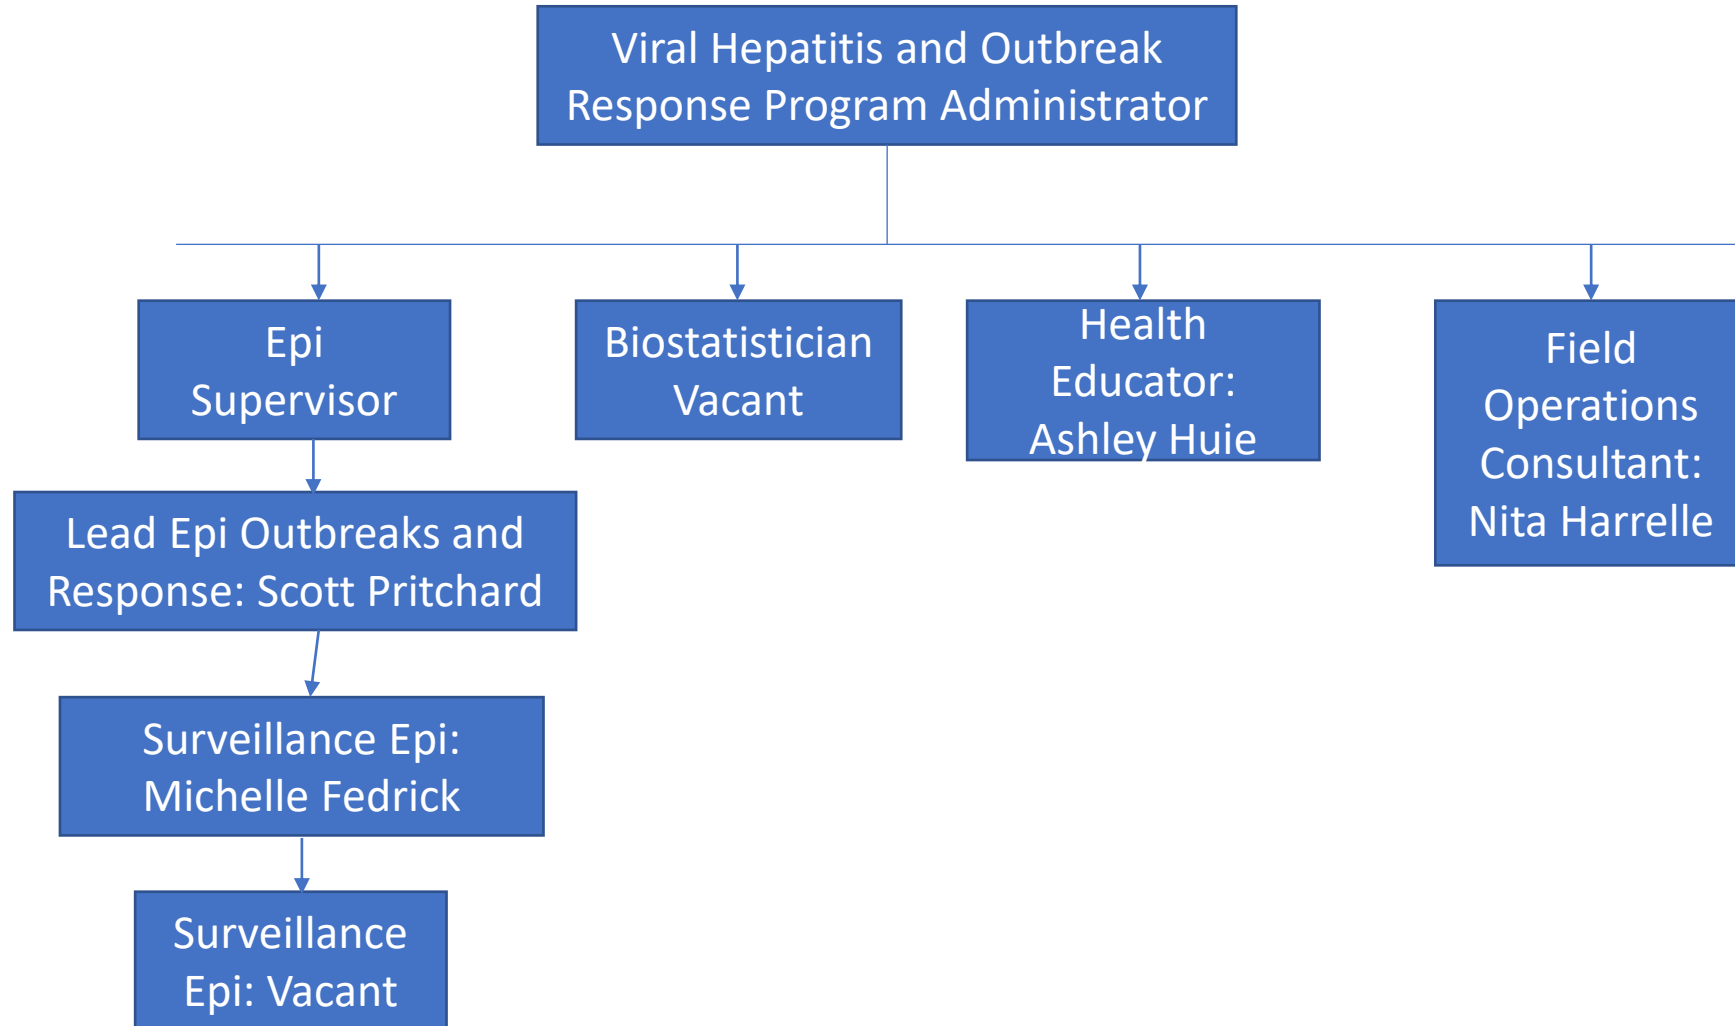 Viral Hepatitis and Outbreak
Response Program Administrator
Epi
Supervisor
Biostatistician
Vacant
Health
Educator:
Ashley Huie
Field
Operations
Consultant:
Nita Harrelle
Lead Epi Outbreaks and
Response: Scott Pritchard
Surveillance Epi:
Michelle Fedrick
Surveillance
Epi: Vacant